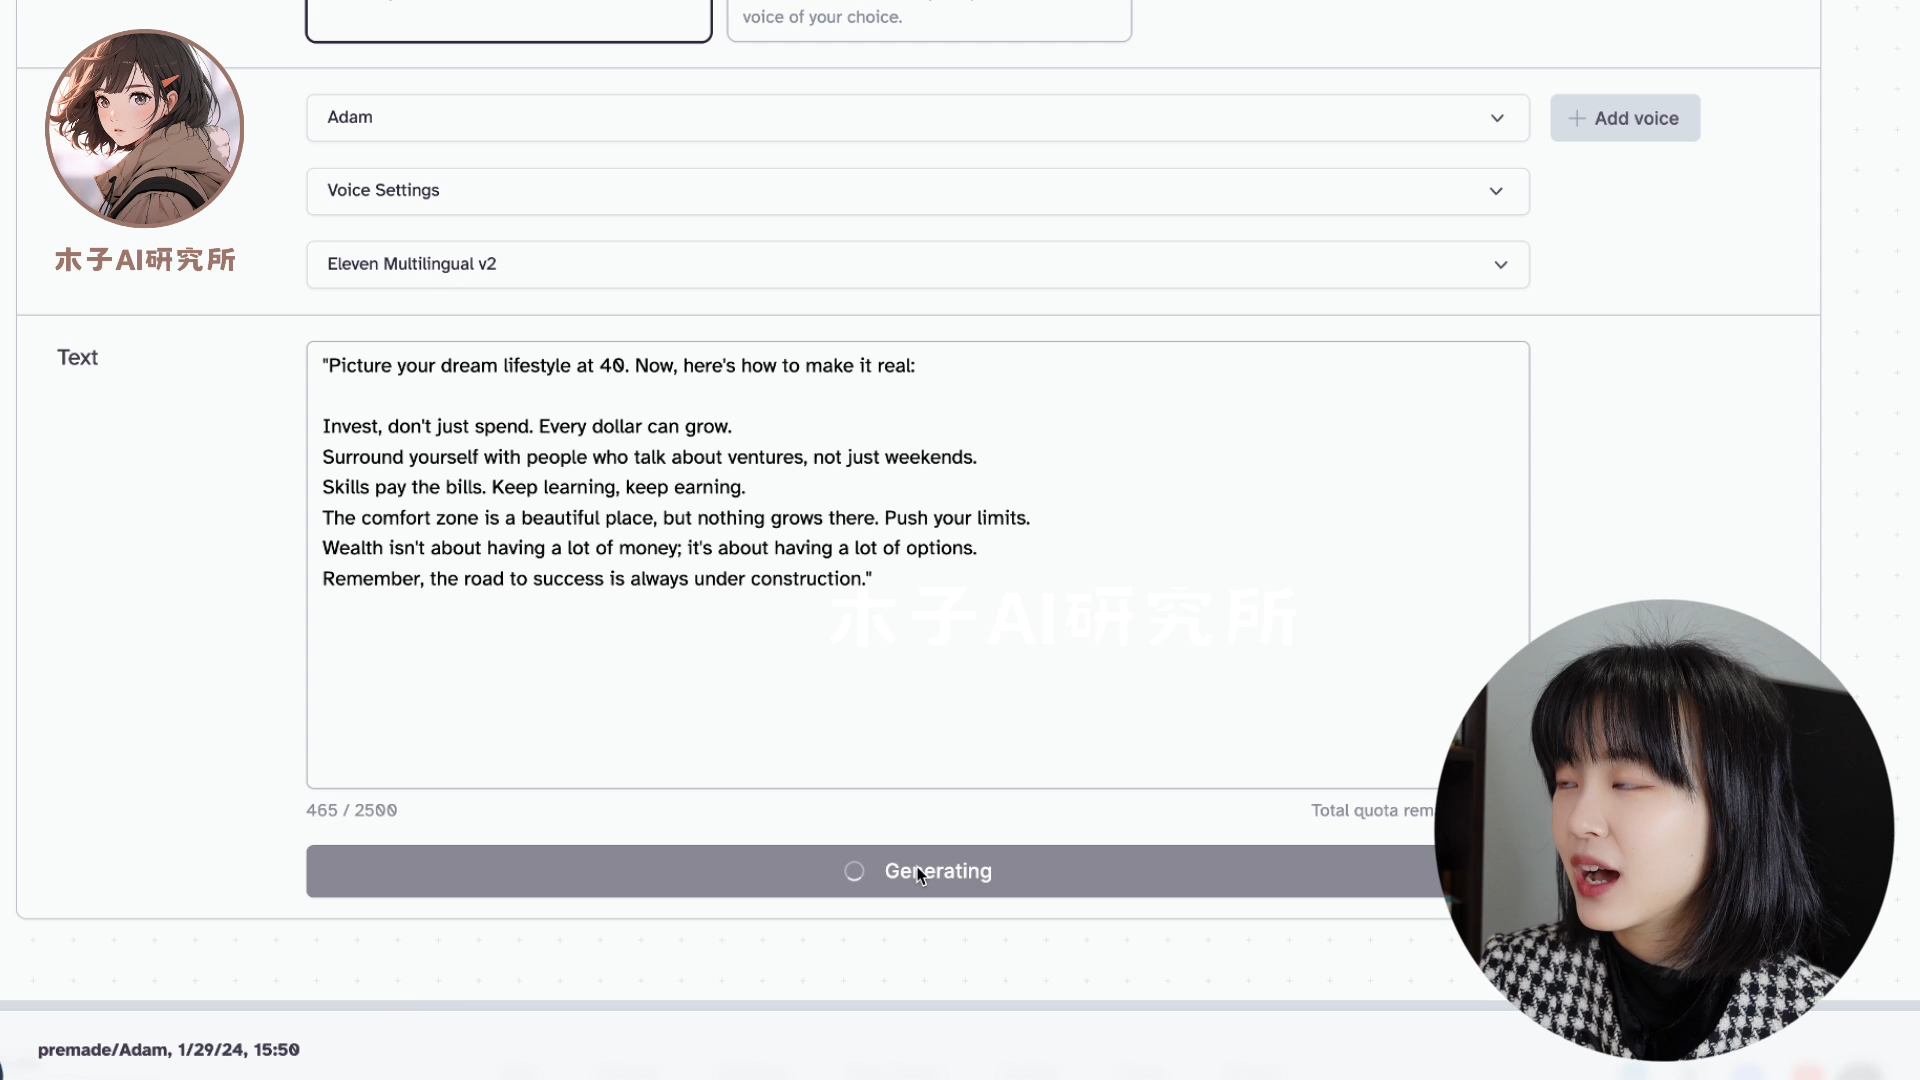 voice of your choice.
木子AI研究所
Adam
Add voice
Voice Settings
Eleven Multilingual v2
Text
"Picture your dream lifestyle at 40. Now, here's how to make it real:
Invest, don't just spend. Every dollar can grow.
Surround yourself with people who talk about ventures, not just weekends.
Skills pay the bills. Keep learning, keep earning.
The comfort zone is a beautiful place, but nothing grows there. Push your limits.
Wealth isn't about having a lot of money; it's about having a lot of options.
Remember, the road to success is always under construction."
木子AI研究所
465 / 2500
Total quota rem
Generating
premade/Adam, 1/29/24, 15:50